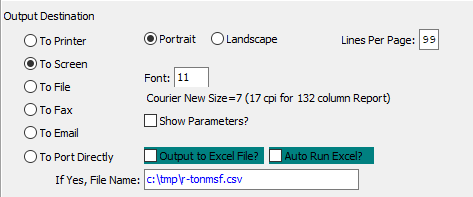 Output Destination
To Printer Portrait Landscape Lines Per Page: 99
To Screen
To File Font: 11
Courier New Size=7 (17 cpi for 132 column Report)
To Fax
To Email Show Parameters?
To Port Directly Output to Excel File? Auto Run Excel?
If Yes, File Name: c:\tmp\r-tonmsf.csv